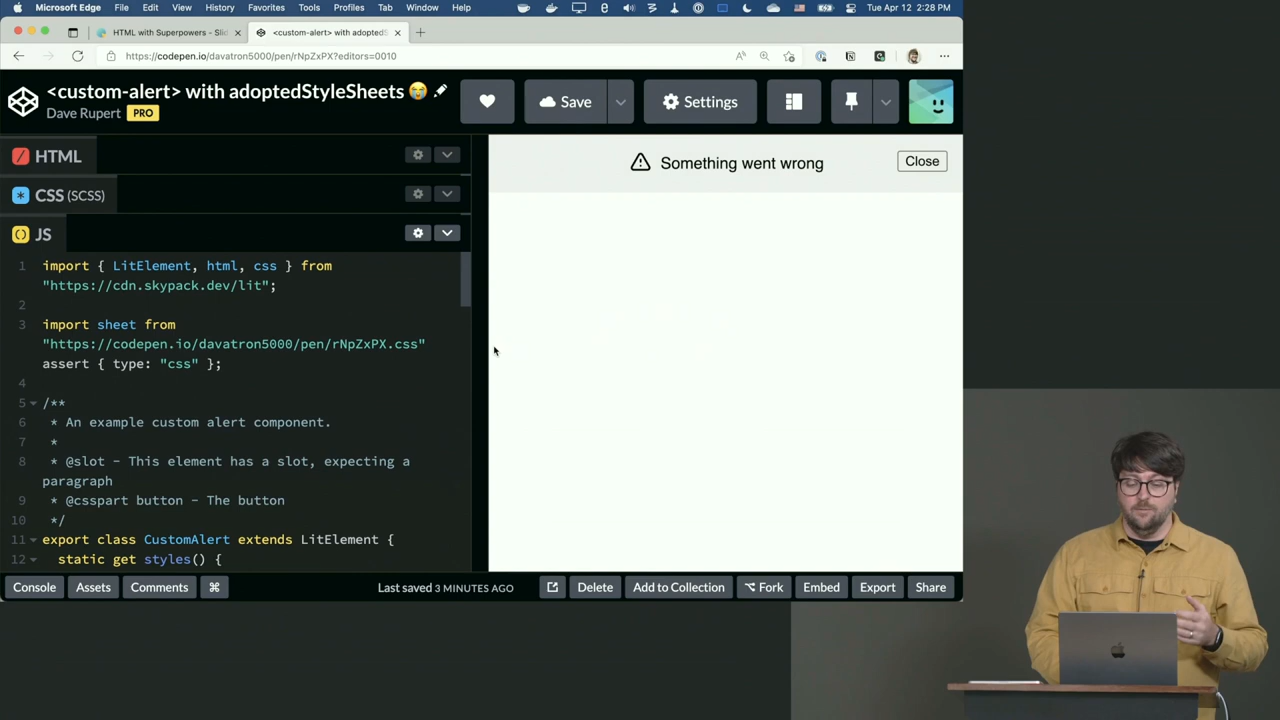 Microsoft Edge File Edit View History Favorites Tools Profiles Tab Window Help Tue Apr 12 2:28 PM
HTML with Superpowers - Slid
<custom-alert> with adoptedS
https://codepen.io/davatron5000/pen/rNpZxPX?editors=0010
<custom-alert> with adoptedStyleSheets 😭
Dave Rupert PRO
Save
Settings
HTML
CSS (SCSS)
JS
1 import { LitElement, html, css } from
"https://cdn.skypack.dev/lit";
2
3 import sheet from
"https://codepen.io/davatron5000/pen/rNpZxPX.css"
assert { type: "css" };
4
5 /**
6 * An example custom alert component.
7 *
8 * @slot - This element has a slot, expecting a
paragraph
9 * @csspart button - The button
10 */
11 export class CustomAlert extends LitElement {
12 static get styles() {
Something went wrong
Close
Console Assets Comments ⌘ Last saved 3 MINUTES AGO Delete Add to Collection Fork Embed Export Share